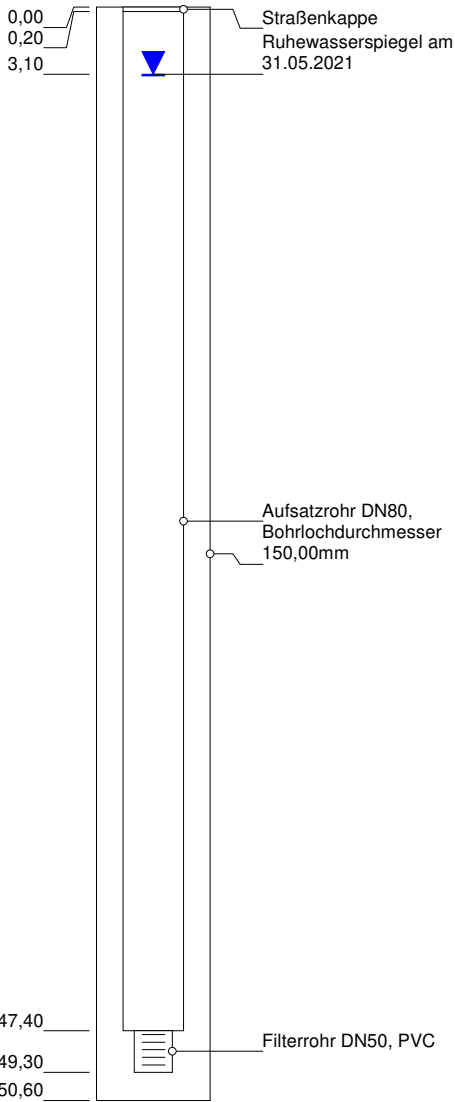 0,00
0,20
3,10
Straßenkappe
Ruhewasserspiegel am
31.05.2021
Aufsatzrohr DN80,
Bohrlochdurchmesser
150,00mm
47,40
49,30
50,60
Filterrohr DN50, PVC